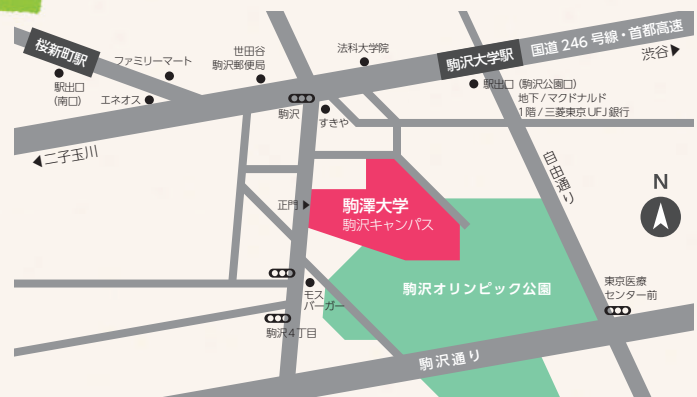 桜新町駅
ファミリーマート
世田谷
駒沢郵便局
法科大学院
駒沢大学駅
国道 246 号線・首都高速
渋谷▶
駅出口
(南口)
エネオス
駅出口 (駒沢公園口)
地下 / マクドナルド
1階 / 三菱東京 UFJ 銀行
駒沢
すきや
◀二子玉川
自由通り
N
正門▶
駒澤大学
駒沢キャンパス
駒沢オリンピック公園
東京医療
センター前
モス
バーガー
駒沢4丁目
駒沢通り